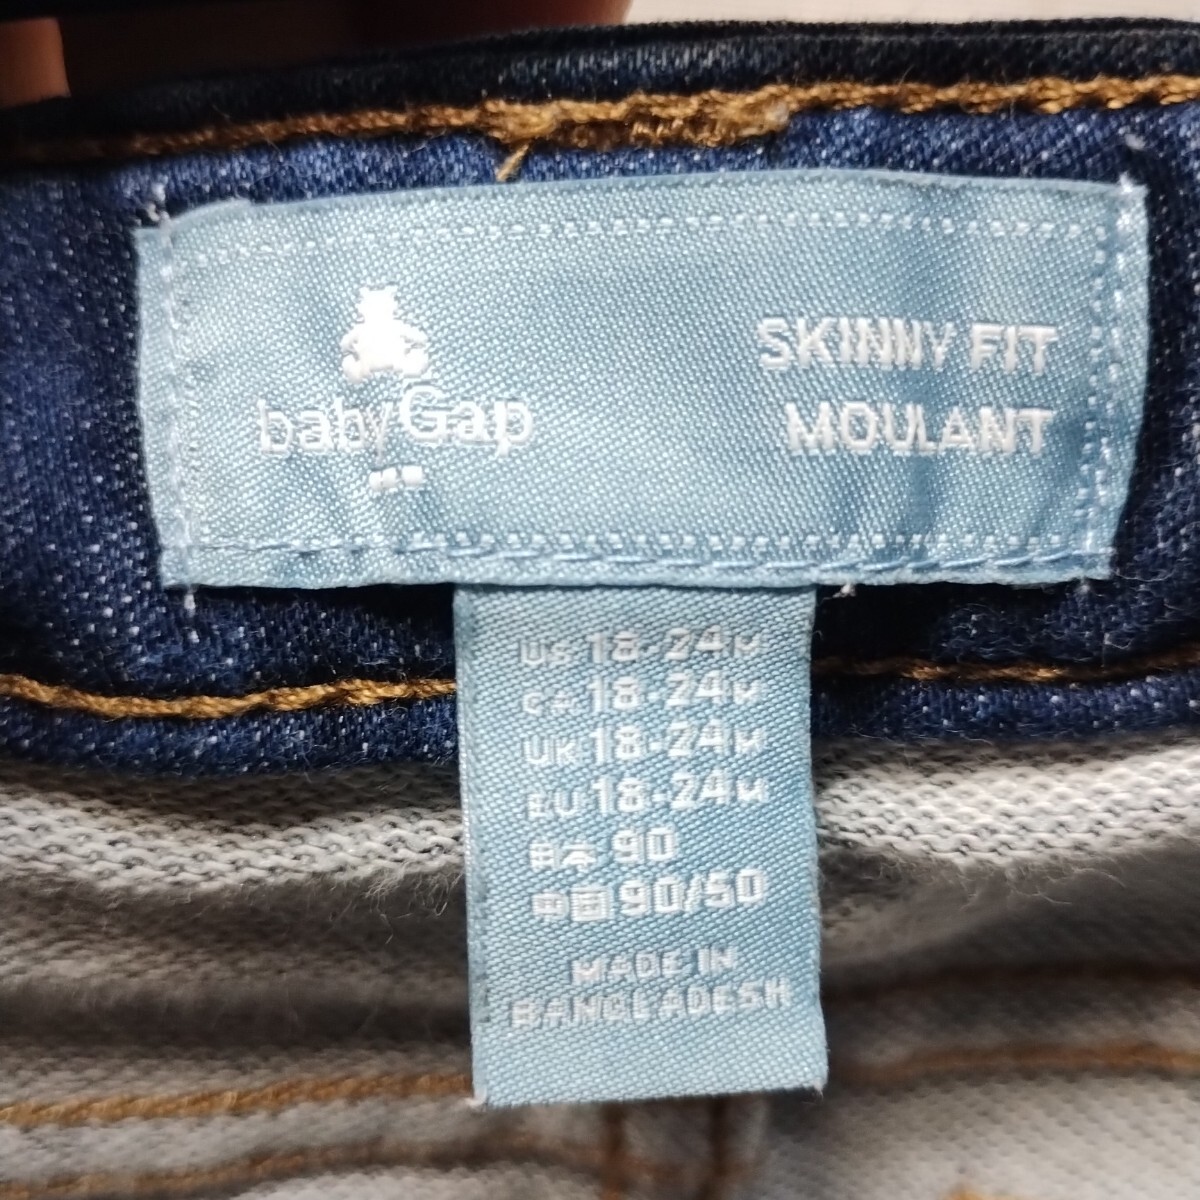 babyGap
SKINNY FIT
MOULANT
US 18-24M
CA 18-24M
UK 18-24M
EU 18-24M
日本 90
中国 90/50
MADE IN
BANGLADESH